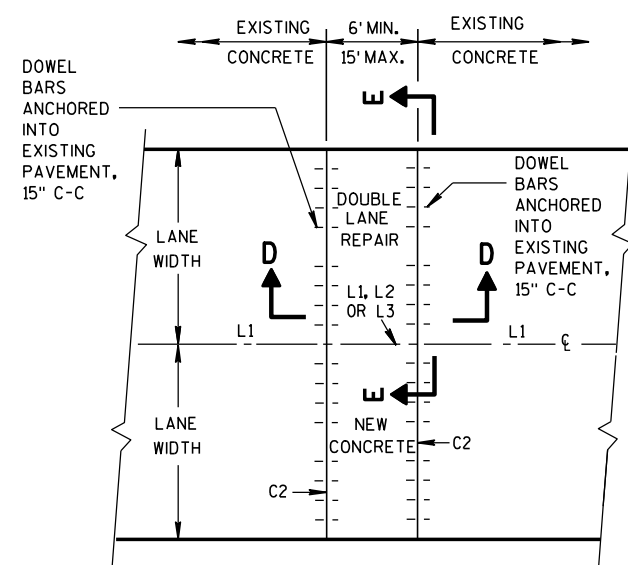 EXISTING
CONCRETE
6' MIN.
15' MAX.
EXISTING
CONCRETE
E
DOWEL
BARS
ANCHORED
INTO
EXISTING
PAVEMENT,
15" C-C
DOWEL
BARS
ANCHORED
INTO
EXISTING
PAVEMENT,
15" C-C
DOUBLE
LANE
REPAIR
LANE
WIDTH
D
D
L1, L2
OR L3
L1
L1
℄
E
LANE
WIDTH
NEW
CONCRETE
C2
C2